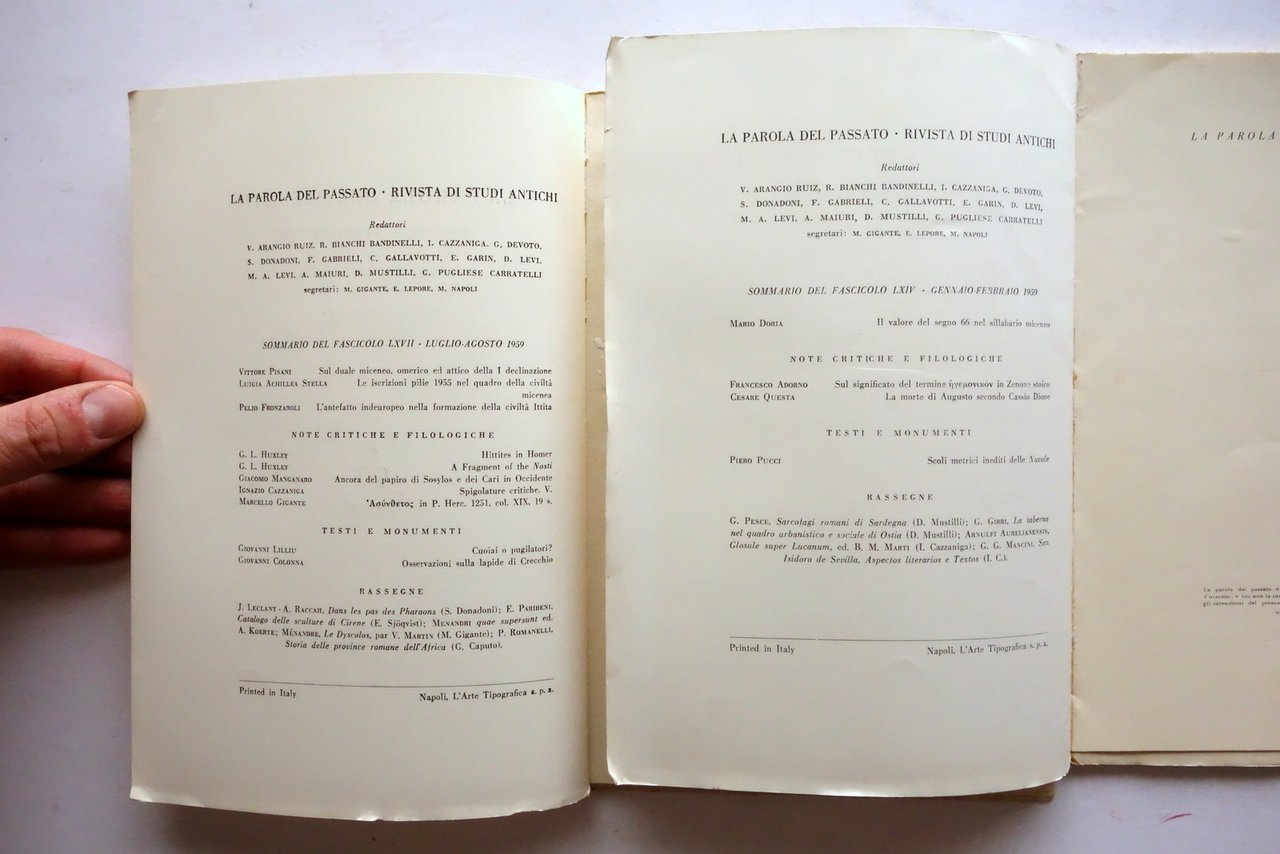 LA PAROLA DEL PASSATO · RIVISTA DI STUDI ANTICHI
Redattori
V. ARANGIO RUIZ, R. BIANCHI BANDINELLI, I. CAZZANIGA, G. DEVOTO,
S. DONADONI, F. GABRIELI, C. GALLAVOTTI, E. GARIN, D. LEVI,
M. A. LEVI, A. MAIURI, D. MUSTILLI, G. PUGLIESE CARRATELLI
segretari: M. GIGANTE, E. LEPORE, M. NAPOLI
SOMMARIO DEL FASCICOLO LXVII · LUGLIO-AGOSTO 1959
VITTORE PISANI Sul duale miceneo, omerico ed attico della I declinazione
LUIGIA ACHILLEA STELLA Le iscrizioni pilie 1955 nel quadro della civiltà
micenea
PELIO FRONZAROLI L'antefatto indeuropeo nella formazione della civiltà Ittita
NOTE CRITICHE E FILOLOGICHE
G. L. HUXLEY Hittites in Homer
G. L. HUXLEY A Fragment of the Nosti
GIACOMO MANGANARO Ancora del papiro di Sosylos e dei Cari in Occidente
IGNAZIO CAZZANIGA Spigolature critiche. V.
MARCELLO GIGANTE Ἀσύνθετος in P. Herc. 1251, col. XIX, 19 s.
TESTI E MONUMENTI
GIOVANNI LILLIU Cuoiai o pugilatori?
GIOVANNI COLONNA Osservazioni sulla lapide di Crecchio
RASSEGNE
J. LECLANT - A. RACCAH, Dans les pas des Pharaons (S. Donadoni); E. PARIBENI,
Catalogo delle sculture di Cirene (E. Sjöqvist); MENANDRI quae supersunt ed.
A. KOERTE; MÉNANDRE, Le Dyscolos, par V. MARTIN (M. Gigante); P. ROMANELLI,
Storia delle province romane dell'Africa (G. Caputo).
Printed in Italy Napoli, L'Arte Tipografica s. p. a.
LA PAROLA DEL PASSATO · RIVISTA DI STUDI ANTICHI
Redattori
V. ARANGIO RUIZ, R. BIANCHI BANDINELLI, I. CAZZANIGA, G. DEVOTO,
S. DONADONI, F. GABRIELI, C. GALLAVOTTI, E. GARIN, D. LEVI,
M. A. LEVI, A. MAIURI, D. MUSTILLI, G. PUGLIESE CARRATELLI
segretari: M. GIGANTE, E. LEPORE, M. NAPOLI
SOMMARIO DEL FASCICOLO LXIV · GENNAIO-FEBBRAIO 1959
MARIO DORIA Il valore del segno 66 nel sillabario miceneo
NOTE CRITICHE E FILOLOGICHE
FRANCESCO ADORNO Sul significato del termine ἡγεμονικόν in Zenone stoico
CESARE QUESTA La morte di Augusto secondo Cassio Dione
TESTI E MONUMENTI
PIERO PUCCI Scoli metrici inediti delle Nuvole
RASSEGNE
G. PESCE, Sarcofagi romani di Sardegna (D. Mustilli); G. GIRRI, La taberna
nel quadro urbanistico e sociale di Ostia (D. Mustilli); ARNULFI AURELIANENSIS,
Glosule super Lucanum, ed. B. M. MARTI (I. Cazzaniga); G. G. MANCINI, San
Isidoro de Sevilla, Aspectos literarios e Textos (I. C.).
Printed in Italy Napoli, L'Arte Tipografica s. p. a.
LA PAROLA
La parola del passato è
gli intenditori del